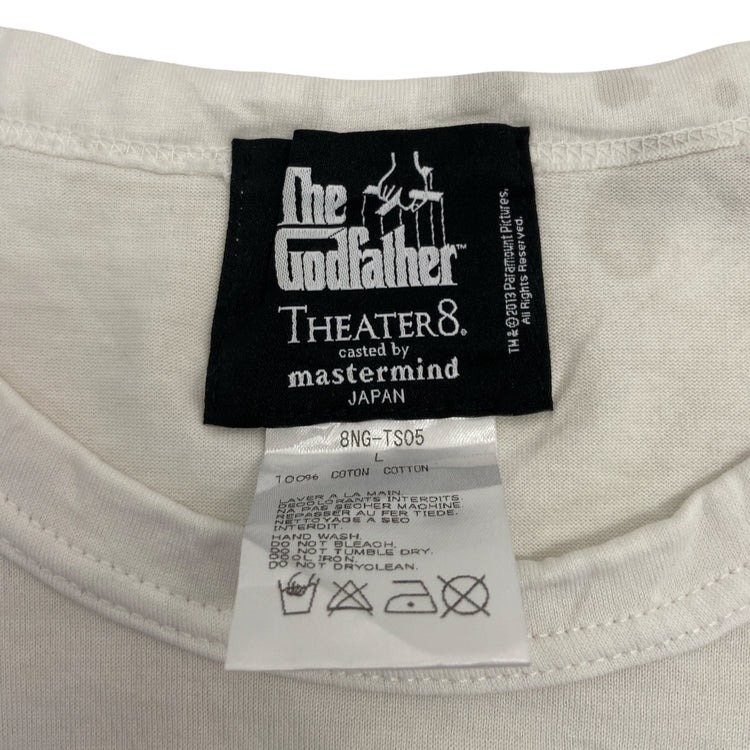 The
Godfather™
THEATER8®
casted by
mastermind
JAPAN
TM & © 2013 Paramount Pictures.
All Rights Reserved.
8NG-TS05
L
100% COTON COTTON
LAVER A LA MAIN.
DECOLORANTS INTERDITS.
NA PAS SECHER MACHINE
REPASSER AU FER TIEDE.
NETTOYAGE A SEC
INTERDIT.
HAND WASH.
DO NOT BLEACH.
DO NOT TUMBLE DRY.
COOL IRON.
DO NOT DRYCLEAN.